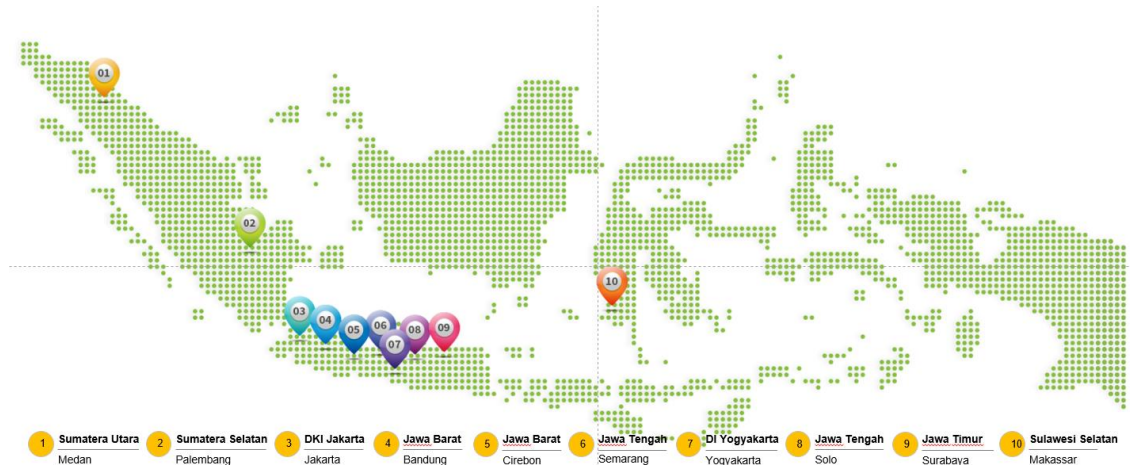 01
02
10
03
04
05
06
07
08
09
1 Sumatera Utara
Medan
2 Sumatera Selatan
Palembang
3 DKI Jakarta
Jakarta
4 Jawa Barat
Bandung
5 Jawa Barat
Cirebon
6 Jawa Tengah
Semarang
7 DI Yogyakarta
Yogyakarta
8 Jawa Tengah
Solo
9 Jawa Timur
Surabaya
10 Sulawesi Selatan
Makassar